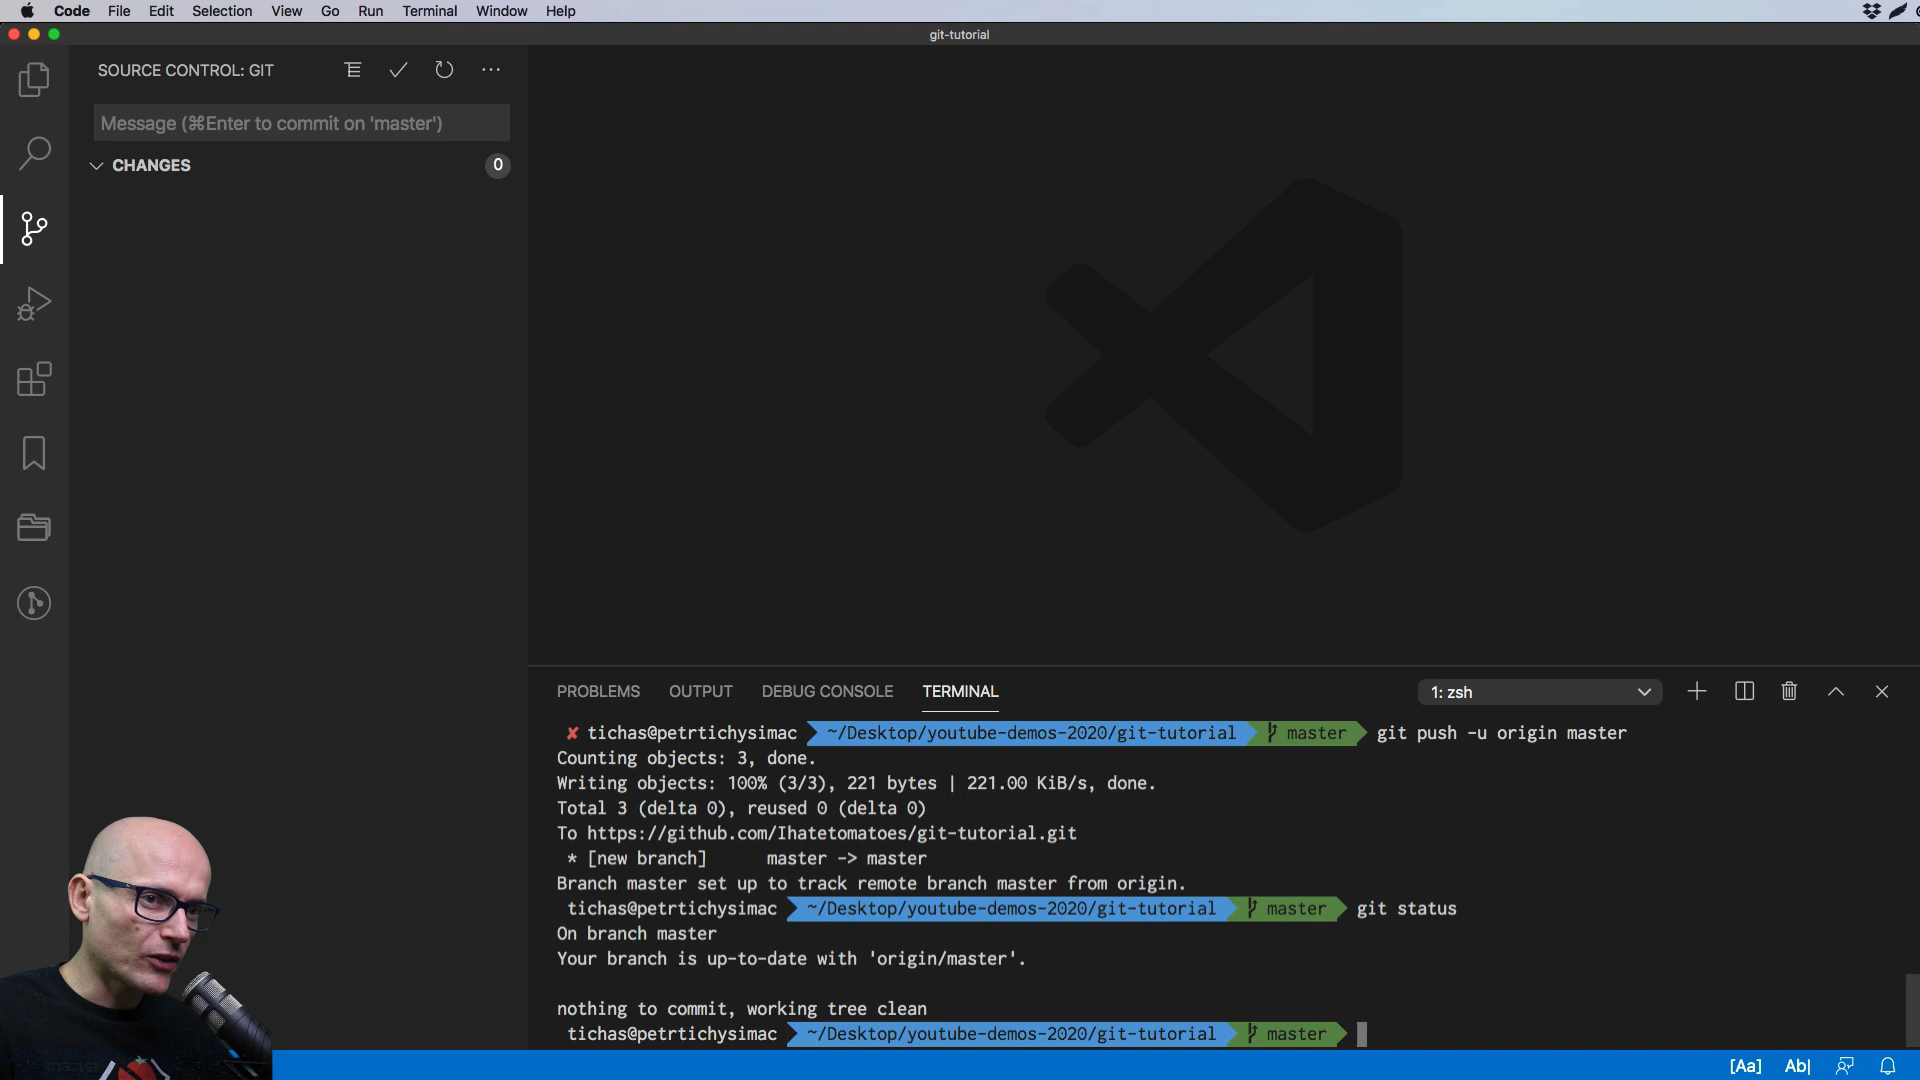 Code File Edit Selection View Go Run Terminal Window Help
git-tutorial
SOURCE CONTROL: GIT
Message (⌘Enter to commit on 'master')
CHANGES 0
PROBLEMS OUTPUT DEBUG CONSOLE TERMINAL 1: zsh
✘ tichas@petrtichysimac ~/Desktop/youtube-demos-2020/git-tutorial master git push -u origin master
Counting objects: 3, done.
Writing objects: 100% (3/3), 221 bytes | 221.00 KiB/s, done.
Total 3 (delta 0), reused 0 (delta 0)
To https://github.com/Ihatetomatoes/git-tutorial.git
* [new branch] master -> master
Branch master set up to track remote branch master from origin.
tichas@petrtichysimac ~/Desktop/youtube-demos-2020/git-tutorial master git status
On branch master
Your branch is up-to-date with 'origin/master'.
nothing to commit, working tree clean
tichas@petrtichysimac ~/Desktop/youtube-demos-2020/git-tutorial master
[Aa] Ab|